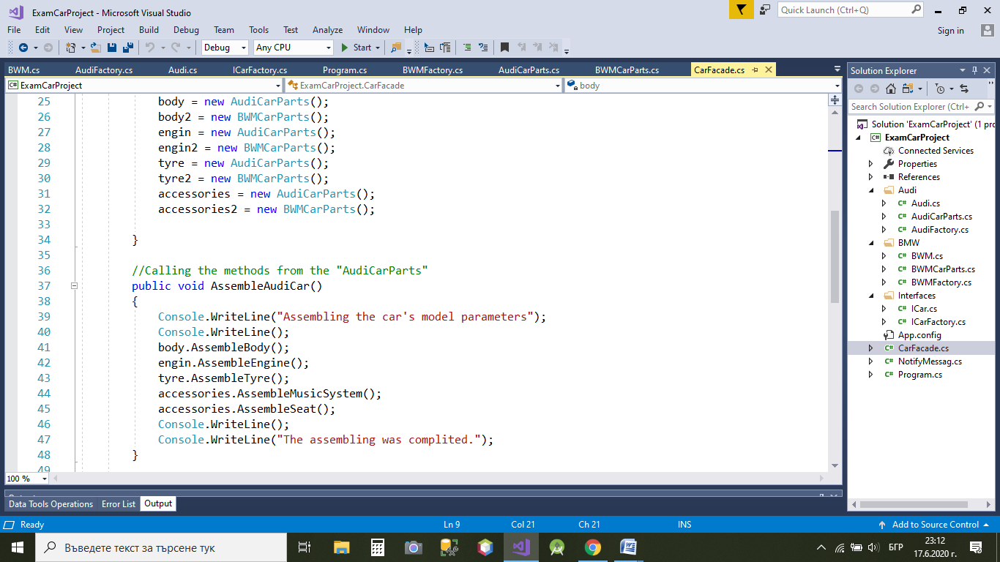 ExamCarProject - Microsoft Visual Studio
Quick Launch (Ctrl+Q)
File Edit View Project Build Debug Team Tools Test Analyze Window Help
Sign in
Debug Any CPU Start
BWM.cs AudiFactory.cs Audi.cs ICarFactory.cs Program.cs BWMFactory.cs AudiCarParts.cs BWMCarParts.cs CarFacade.cs
ExamCarProject ExamCarProject.CarFacade body
25 body = new AudiCarParts();
26 body2 = new BWMCarParts();
27 engin = new AudiCarParts();
28 engin2 = new BWMCarParts();
29 tyre = new AudiCarParts();
30 tyre2 = new BWMCarParts();
31 accessories = new AudiCarParts();
32 accessories2 = new BWMCarParts();
33
34 }
35
36 //Calling the methods from the "AudiCarParts"
37 public void AssembleAudiCar()
38 {
39 Console.WriteLine("Assembling the car's model parameters");
40 Console.WriteLine();
41 body.AssembleBody();
42 engin.AssembleEngine();
43 tyre.AssembleTyre();
44 accessories.AssembleMusicSystem();
45 accessories.AssembleSeat();
46 Console.WriteLine();
47 Console.WriteLine("The assembling was complited.");
48 }
49
100 %
Solution Explorer
Search Solution Explorer (Ctrl+
Solution 'ExamCarProject' (1 pro
C# ExamCarProject
Connected Services
Properties
References
Audi
C# Audi.cs
C# AudiCarParts.cs
C# AudiFactory.cs
BMW
C# BWM.cs
C# BWMCarParts.cs
C# BWMFactory.cs
Interfaces
C# ICar.cs
C# ICarFactory.cs
App.config
C# CarFacade.cs
C# NotifyMessag.cs
C# Program.cs
Data Tools Operations Error List Output
Ready Ln 9 Col 21 Ch 21 INS Add to Source Control
Въведете текст за търсене тук
БГР
23:12
17.6.2020 г.